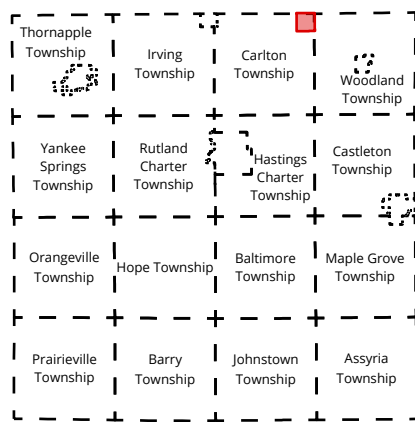 Thornapple
Township
Irving
Township
Carlton
Township
Woodland
Township
Yankee
Springs
Township
Rutland
Charter
Township
Hastings
Charter
Township
Castleton
Township
Orangeville
Township
Hope Township
Baltimore
Township
Maple Grove
Township
Prairieville
Township
Barry
Township
Johnstown
Township
Assyria
Township